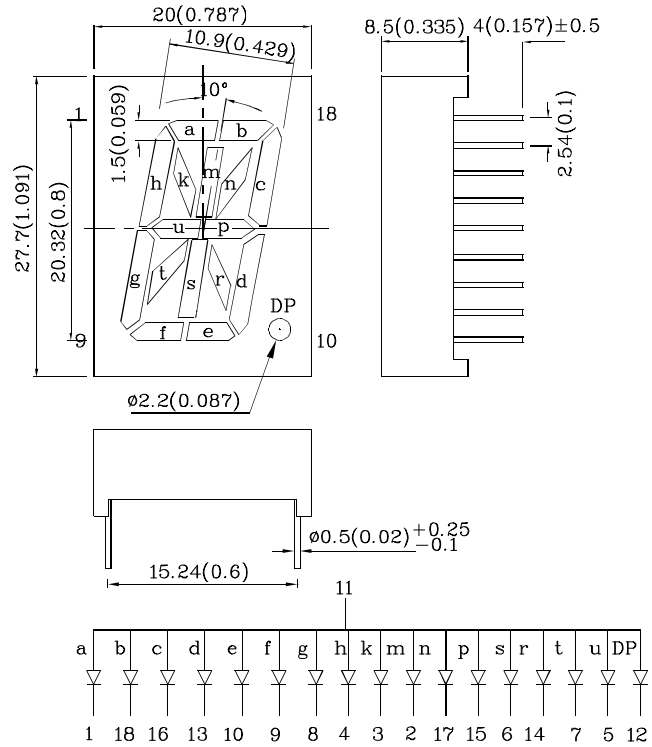 20(0.787)
8.5(0.335)
4(0.157)±0.5
10.9(0.429)
10°
1
18
1.5(0.059)
2.54(0.1)
a
b
m
h
k
n
c
27.7(1.091)
20.32(0.8)
u
p
g
t
s
r
d
DP
f
e
9
10
ø2.2(0.087)
ø0.5(0.02)+0.25
−0.1
15.24(0.6)
11
a b c d e f g h k m n p s r t u DP
1 18 16 13 10 9 8 4 3 2 17 15 6 14 7 5 12